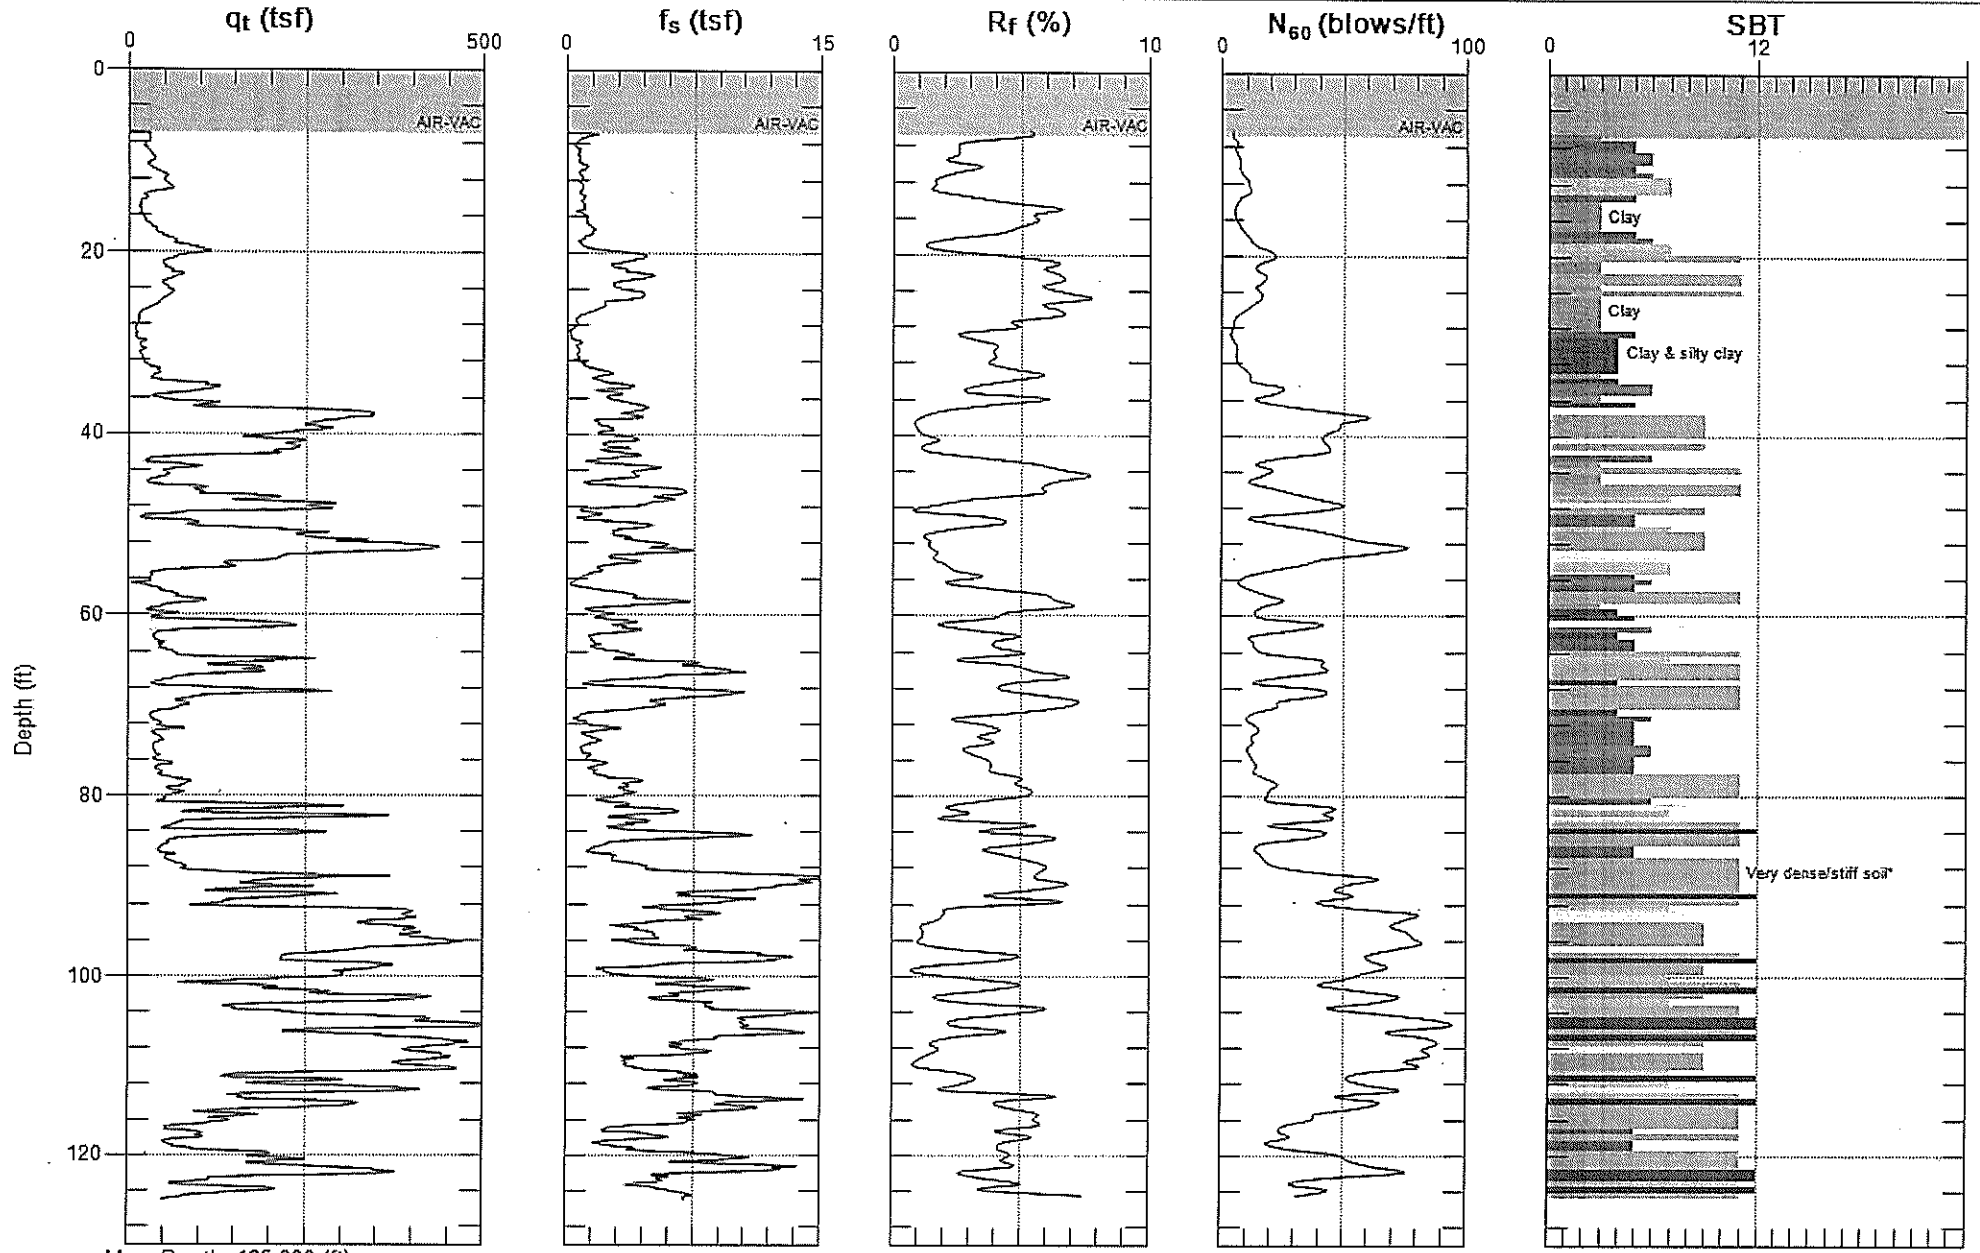 qt (tsf)
0 500
fs (tsf)
0 15
Rf (%)
0 10
N60 (blows/ft)
0 100
SBT
0 12
0
20
40
60
80
100
120
Depth (ft)
AIR-VAC
AIR-VAC
AIR-VAC
AIR-VAC
Clay
Clay
Clay & silty clay
Very dense/stiff soil*